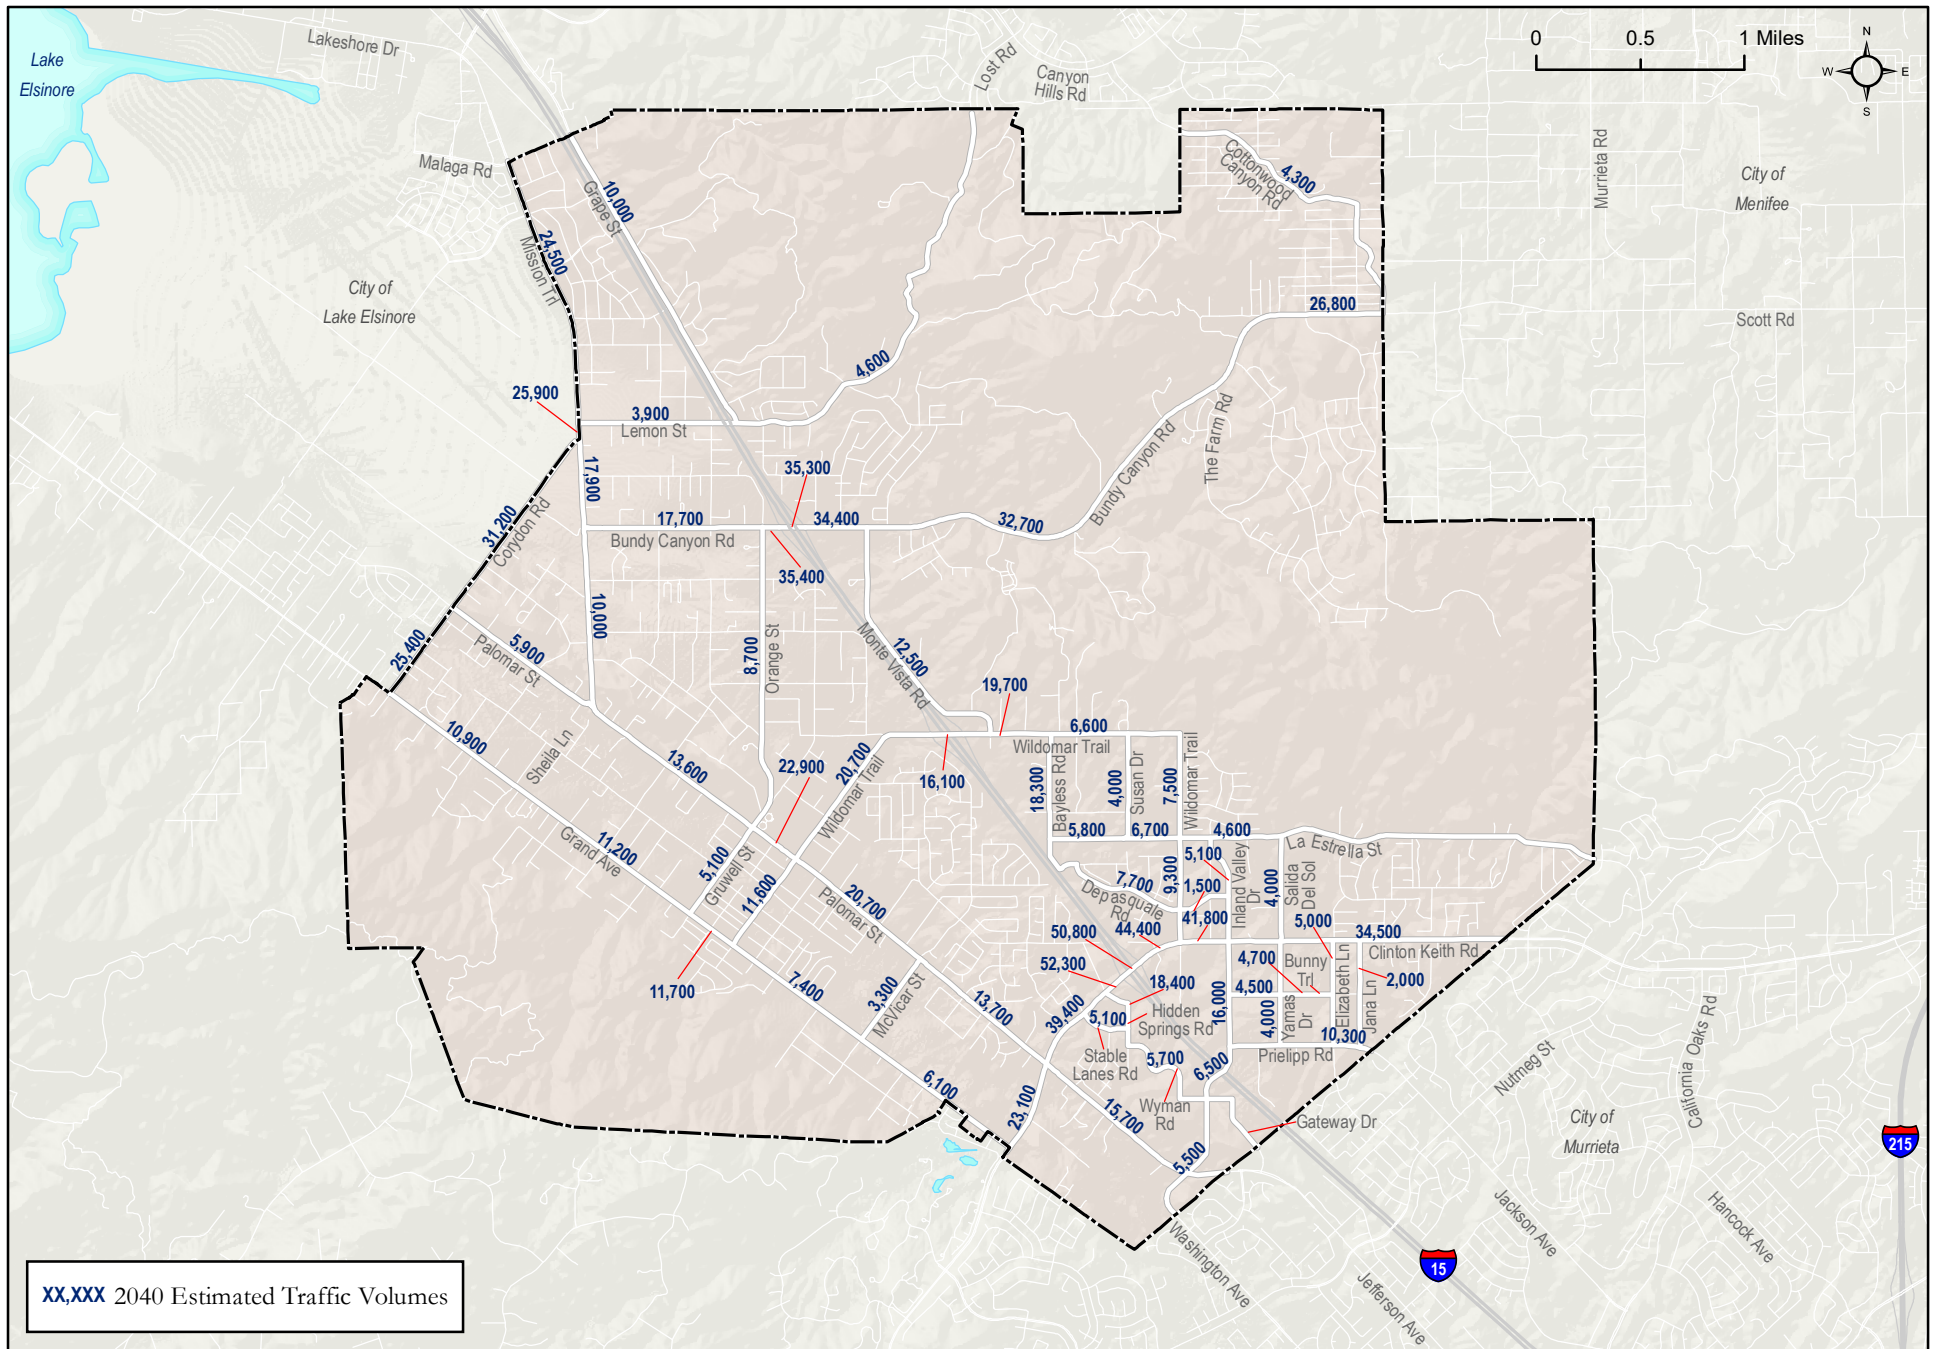 Lake
Elsinore
Lakeshore Dr
Lost Rd
Canyon
Hills Rd
0
0.5
1 Miles
N
W
E
S
Malaga Rd
Grape St
10,000
Cottonwood
Canyon Rd
4,300
Murrieta Rd
City of
Menifee
24,500
Mission Trl
City of
Lake Elsinore
26,800
Scott Rd
4,600
25,900
3,900
Lemon St
The Farm Rd
Bundy Canyon Rd
17,900
35,300
31,200
Corydon Rd
17,700
34,400
32,700
Bundy Canyon Rd
35,400
10,000
25,400
5,900
Palomar St
8,700
Orange St
Monte Vista Rd
12,500
19,700
10,900
Sheila Ln
13,600
22,900
20,700
Wildomar Trail
16,100
6,600
Wildomar Trail
18,300
Bayless Rd
4,000
Susan Dr
7,500
Wildomar Trail
5,800
6,700
4,600
La Estrella St
11,200
Grand Ave
5,100
Gruwell St
11,600
20,700
Palomar St
7,700
Depasquale
Rd
9,300
5,100
1,500
41,800
Inland Valley
Dr
4,000
Salida
Del Sol
5,000
34,500
Clinton Keith Rd
50,800
44,400
52,300
11,700
7,400
3,300
McVicar St
13,700
39,400
18,400
5,100
Hidden
Springs Rd
16,000
4,700
Bunny
Trl
4,500
4,000
Yamas
Dr
Elizabeth Ln
Jana Ln
2,000
10,300
Prielipp Rd
Stable
Lanes Rd
5,700
6,500
Wyman
Rd
6,100
23,100
15,700
5,500
Gateway Dr
Nutmeg St
California Oaks Rd
City of
Murrieta
215
Jackson Ave
Hancock Ave
Washington Ave
15
Jefferson Ave
XX,XXX 2040 Estimated Traffic Volumes